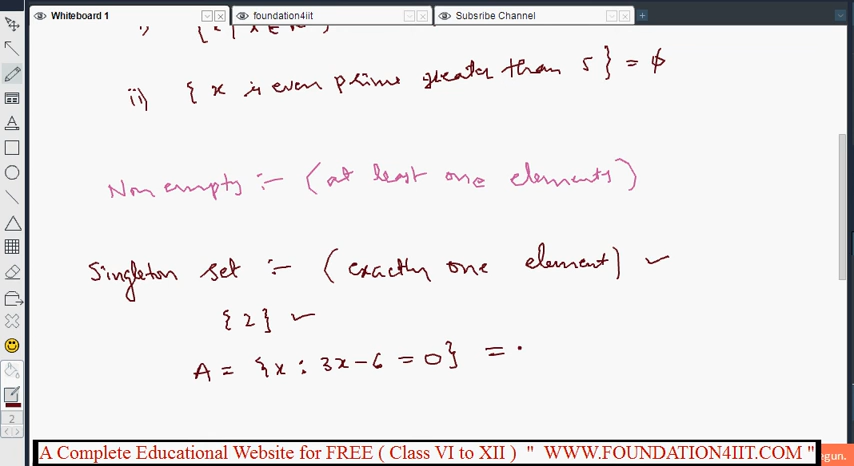 Whiteboard 1
foundation4iit
Subsribe Channel
ii) { x is even prime greater than 5 } = ϕ
Non empty :- (at least one elements)
Singleton set :- (exactly one element) ✓
{2} ✓
A = {x : 3x-6 = 0} =
2
A Complete Educational Website for FREE ( Class VI to XII ) " WWW.FOUNDATION4IIT.COM "
egun.